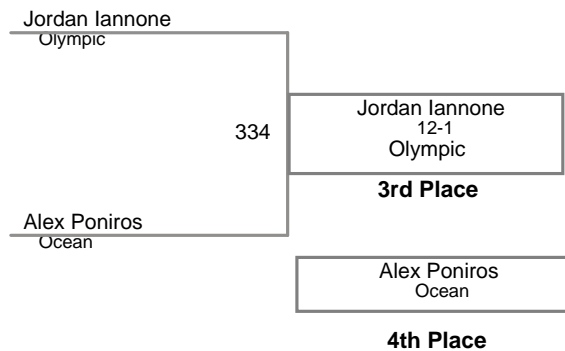 Jordan Iannone
Olympic
334
Jordan Iannone
12-1
Olympic
3rd Place
Alex Poniros
Ocean
Alex Poniros
Ocean
4th Place